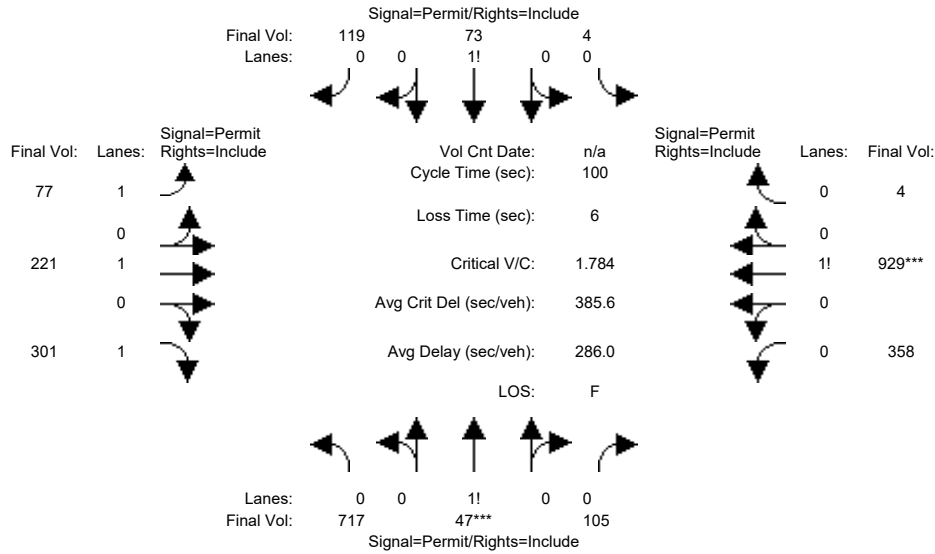 Signal=Permit/Rights=Include
Final Vol: 119 73 4
Lanes: 0 0 1! 0 0
Signal=Permit Signal=Permit
Final Vol: Lanes: Rights=Include Vol Cnt Date: n/a Rights=Include Lanes: Final Vol:
Cycle Time (sec): 100
77 1 0 4
Loss Time (sec): 6
0 0
221 1 Critical V/C: 1.784 1! 929***
0 Avg Crit Del (sec/veh): 385.6 0
301 1 Avg Delay (sec/veh): 286.0 0 358
LOS: F
Lanes: 0 0 1! 0 0
Final Vol: 717 47*** 105
Signal=Permit/Rights=Include